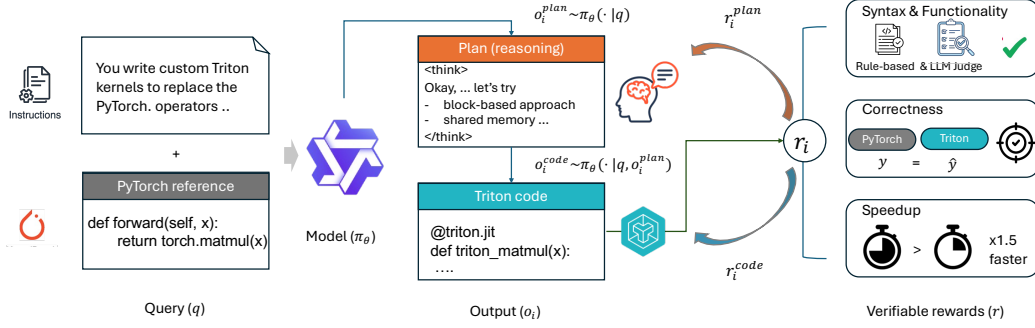 Instructions
You write custom Triton
kernels to replace the
PyTorch. operators ..
+
PyTorch reference
def forward(self, x):
return torch.matmul(x)
Query (q)
Model (π_θ)
o_i^{plan}~π_θ(· |q)
Plan (reasoning)
<think>
Okay, ... let's try
- block-based approach
- shared memory ...
</think>
o_i^{code}~π_θ(· |q, o_i^{plan})
Triton code
@triton.jit
def triton_matmul(x):
....
Output (o_i)
r_i^{plan}
r_i
r_i^{code}
Syntax & Functionality
Rule-based & LLM Judge
Correctness
PyTorch Triton
y = ŷ
Speedup
> x1.5
faster
Verifiable rewards (r)